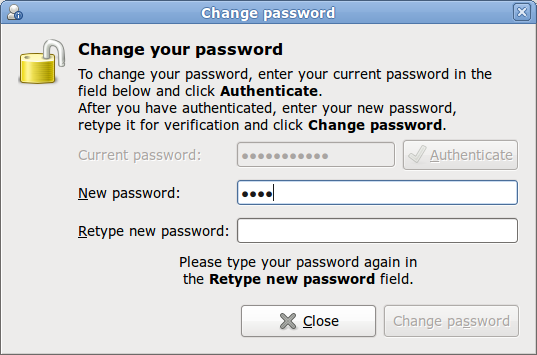 Change password
Change your password
To change your password, enter your current password in the
field below and click Authenticate.
After you have authenticated, enter your new password,
retype it for verification and click Change password.
Current password: ●●●●●●●●●●● Authenticate
New password: ●●●●
Retype new password:
Please type your password again in
the Retype new password field.
Close Change password